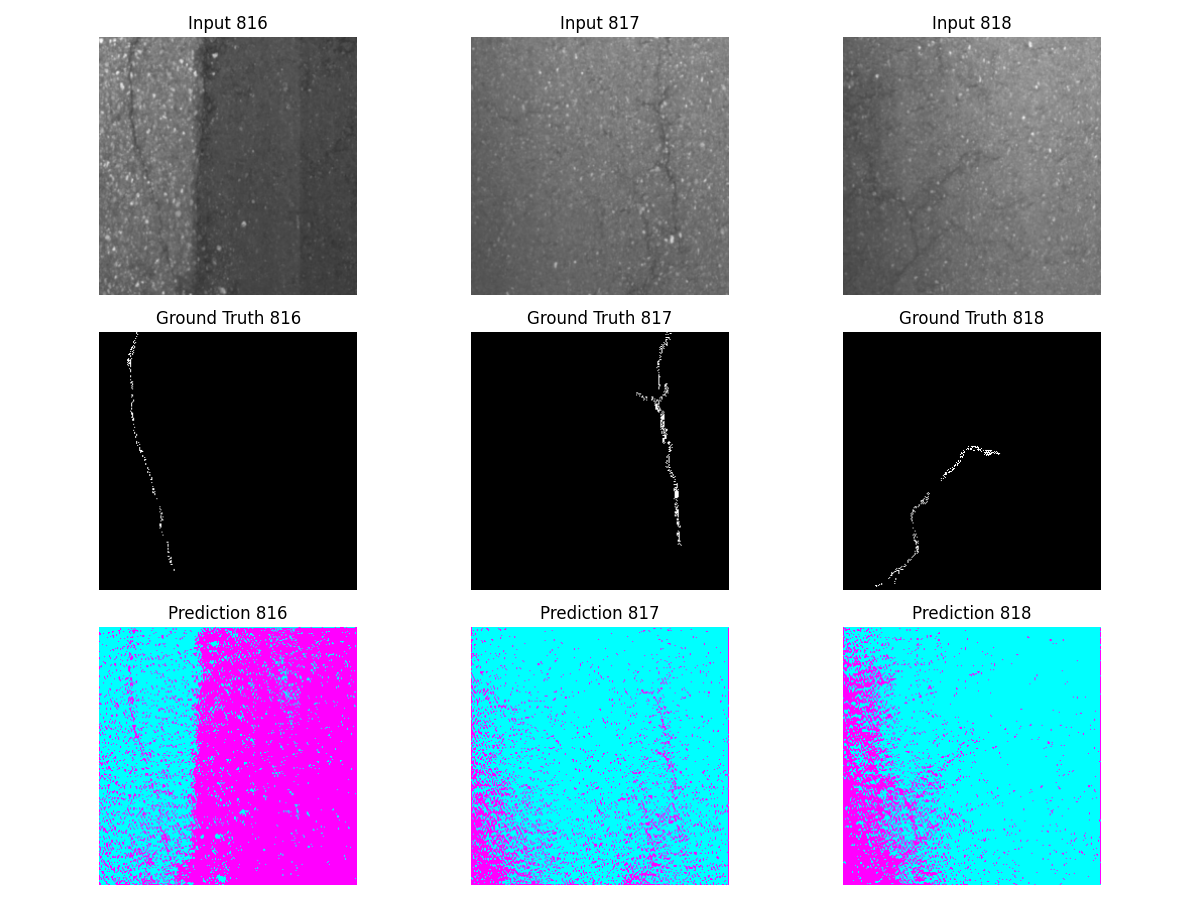 Input 816
Input 817
Input 818
Ground Truth 816
Ground Truth 817
Ground Truth 818
Prediction 816
Prediction 817
Prediction 818